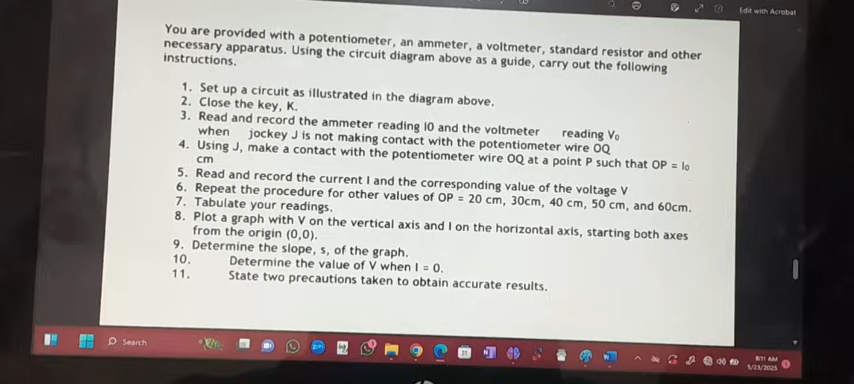 Edit with Acrobat
You are provided with a potentiometer, an ammeter, a voltmeter, standard resistor and other
necessary apparatus. Using the circuit diagram above as a guide, carry out the following
instructions.
1. Set up a circuit as illustrated in the diagram above.
2. Close the key, K.
3. Read and record the ammeter reading I0 and the voltmeter reading V₀
when jockey J is not making contact with the potentiometer wire OQ
4. Using J, make a contact with the potentiometer wire OQ at a point P such that OP = l₀
cm
5. Read and record the current I and the corresponding value of the voltage V
6. Repeat the procedure for other values of OP = 20 cm, 30cm, 40 cm, 50 cm, and 60cm.
7. Tabulate your readings.
8. Plot a graph with V on the vertical axis and I on the horizontal axis, starting both axes
from the origin (0,0).
9. Determine the slope, s, of the graph.
10. Determine the value of V when I = 0.
11. State two precautions taken to obtain accurate results.
Search
8:11 AM
5/23/2025